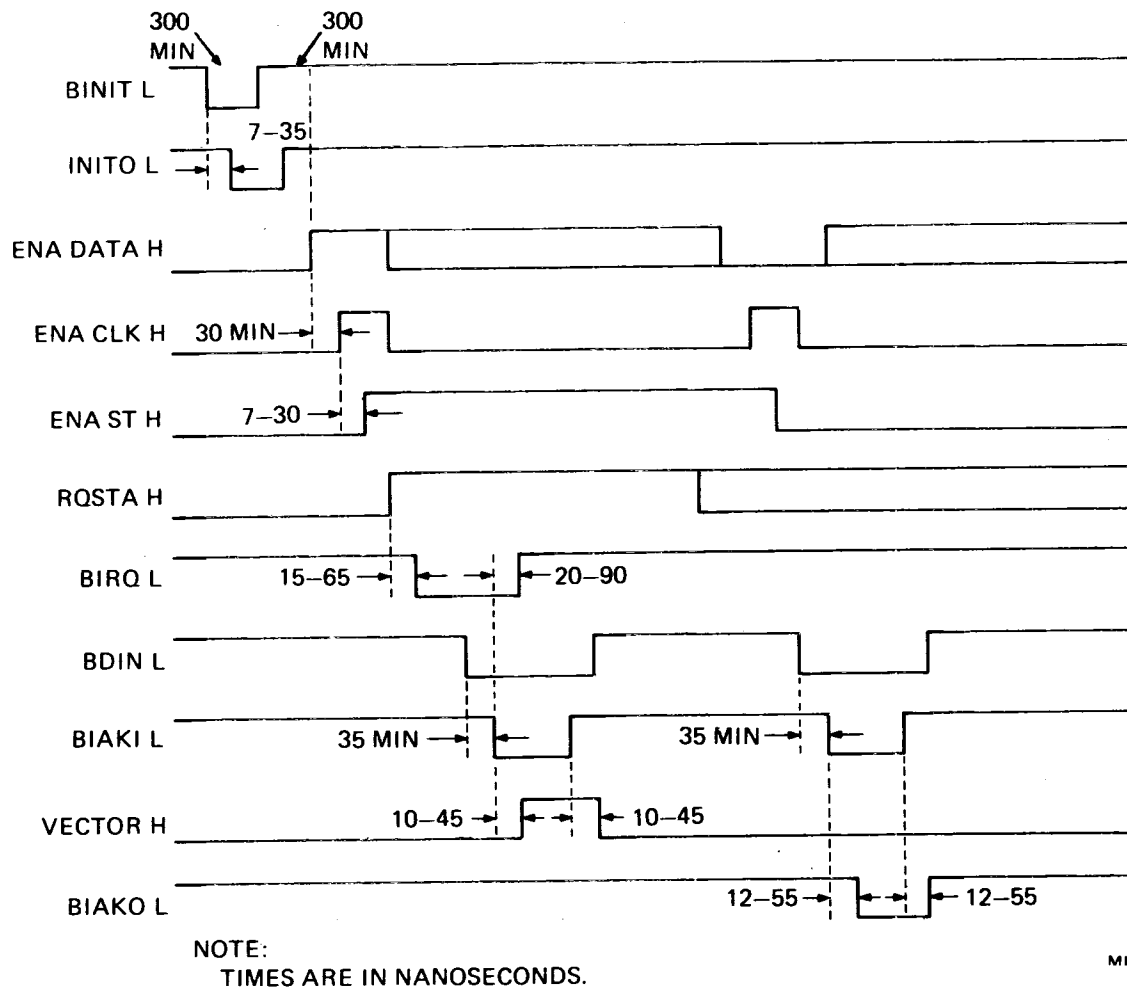 300 MIN
300 MIN
BINIT L
7–35
INITO L
ENA DATA H
ENA CLK H
30 MIN
ENA ST H
7–30
RQSTA H
BIRQ L
15–65
20–90
BDIN L
BIAKI L
35 MIN
35 MIN
VECTOR H
10–45
10–45
BIAKO L
12–55
12–55
NOTE:
TIMES ARE IN NANOSECONDS.